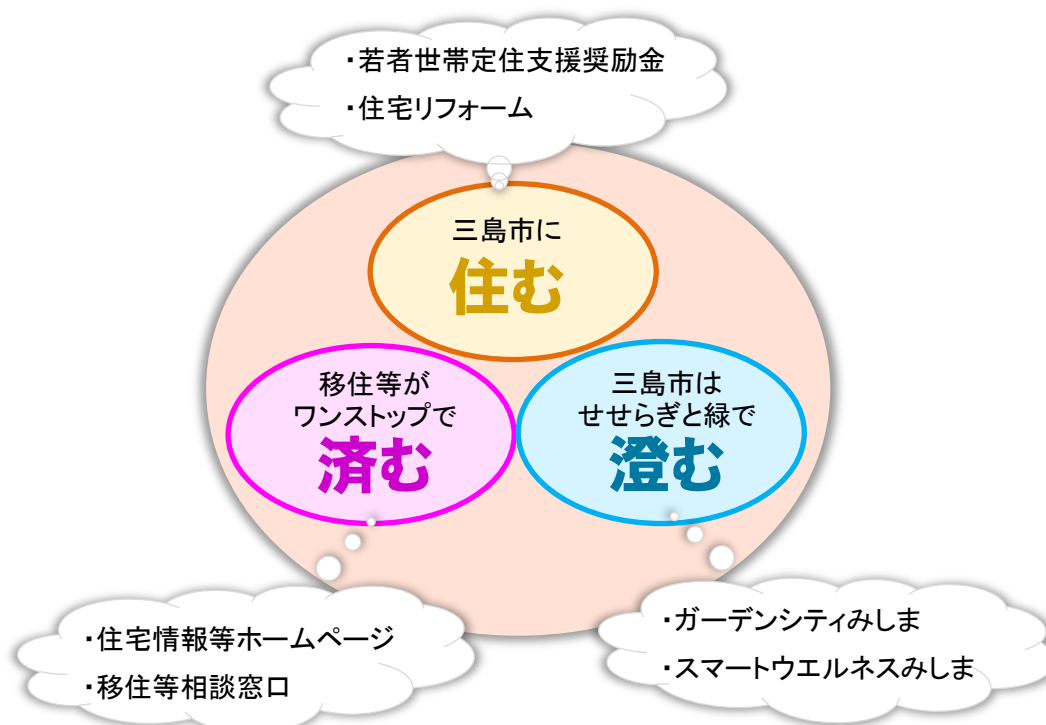 ・若者世帯定住支援奨励金
・住宅リフォーム
三島市に
住む
移住等が
ワンストップで
済む
三島市は
せせらぎと緑で
澄む
・住宅情報等ホームページ
・移住等相談窓口
・ガーデンシティみしま
・スマートウエルネスみしま